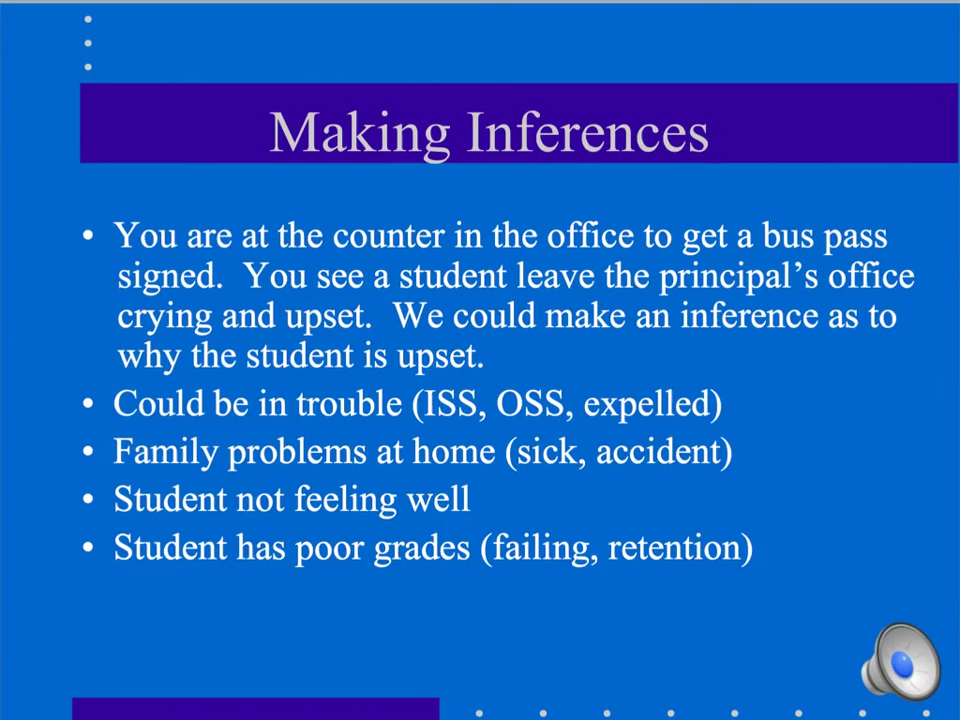 Making Inferences
• You are at the counter in the office to get a bus pass
signed.  You see a student leave the principal’s office
crying and upset.  We could make an inference as to
why the student is upset.
• Could be in trouble (ISS, OSS, expelled)
• Family problems at home (sick, accident)
• Student not feeling well
• Student has poor grades (failing, retention)